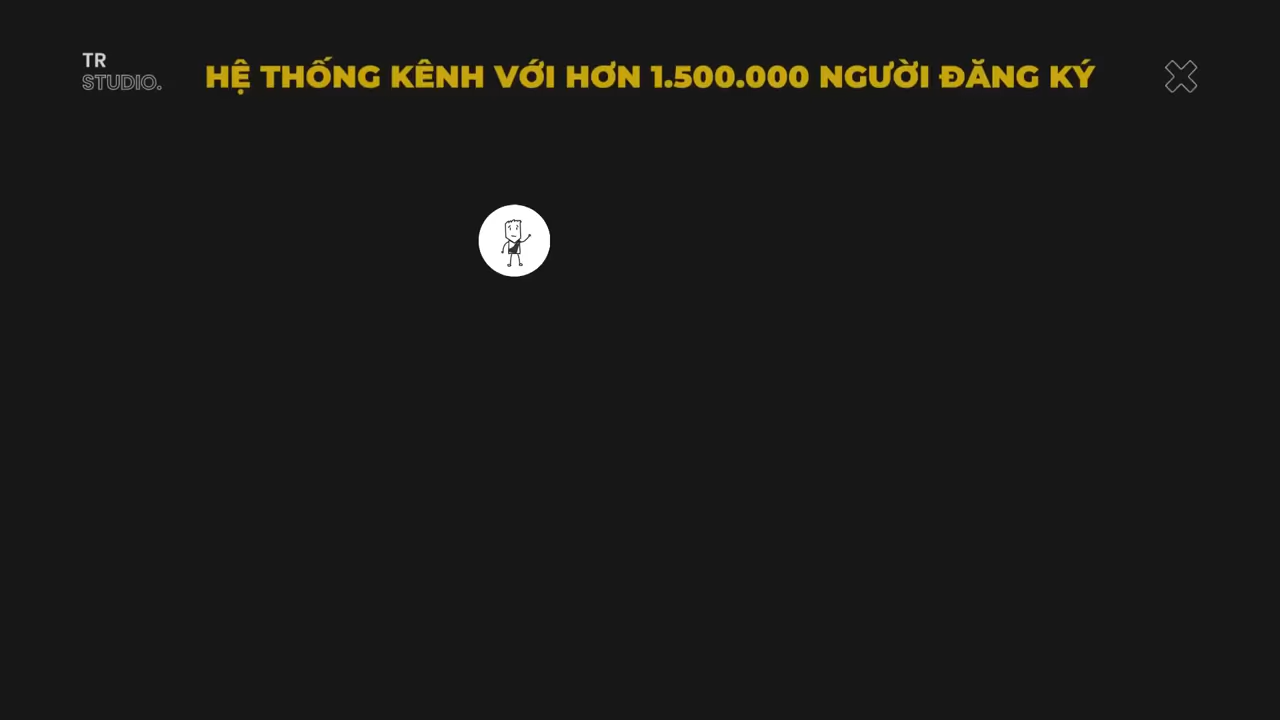 TR
STUDIO.
HỆ THỐNG KÊNH VỚI HƠN 1.500.000 NGƯỜI ĐĂNG KÝ